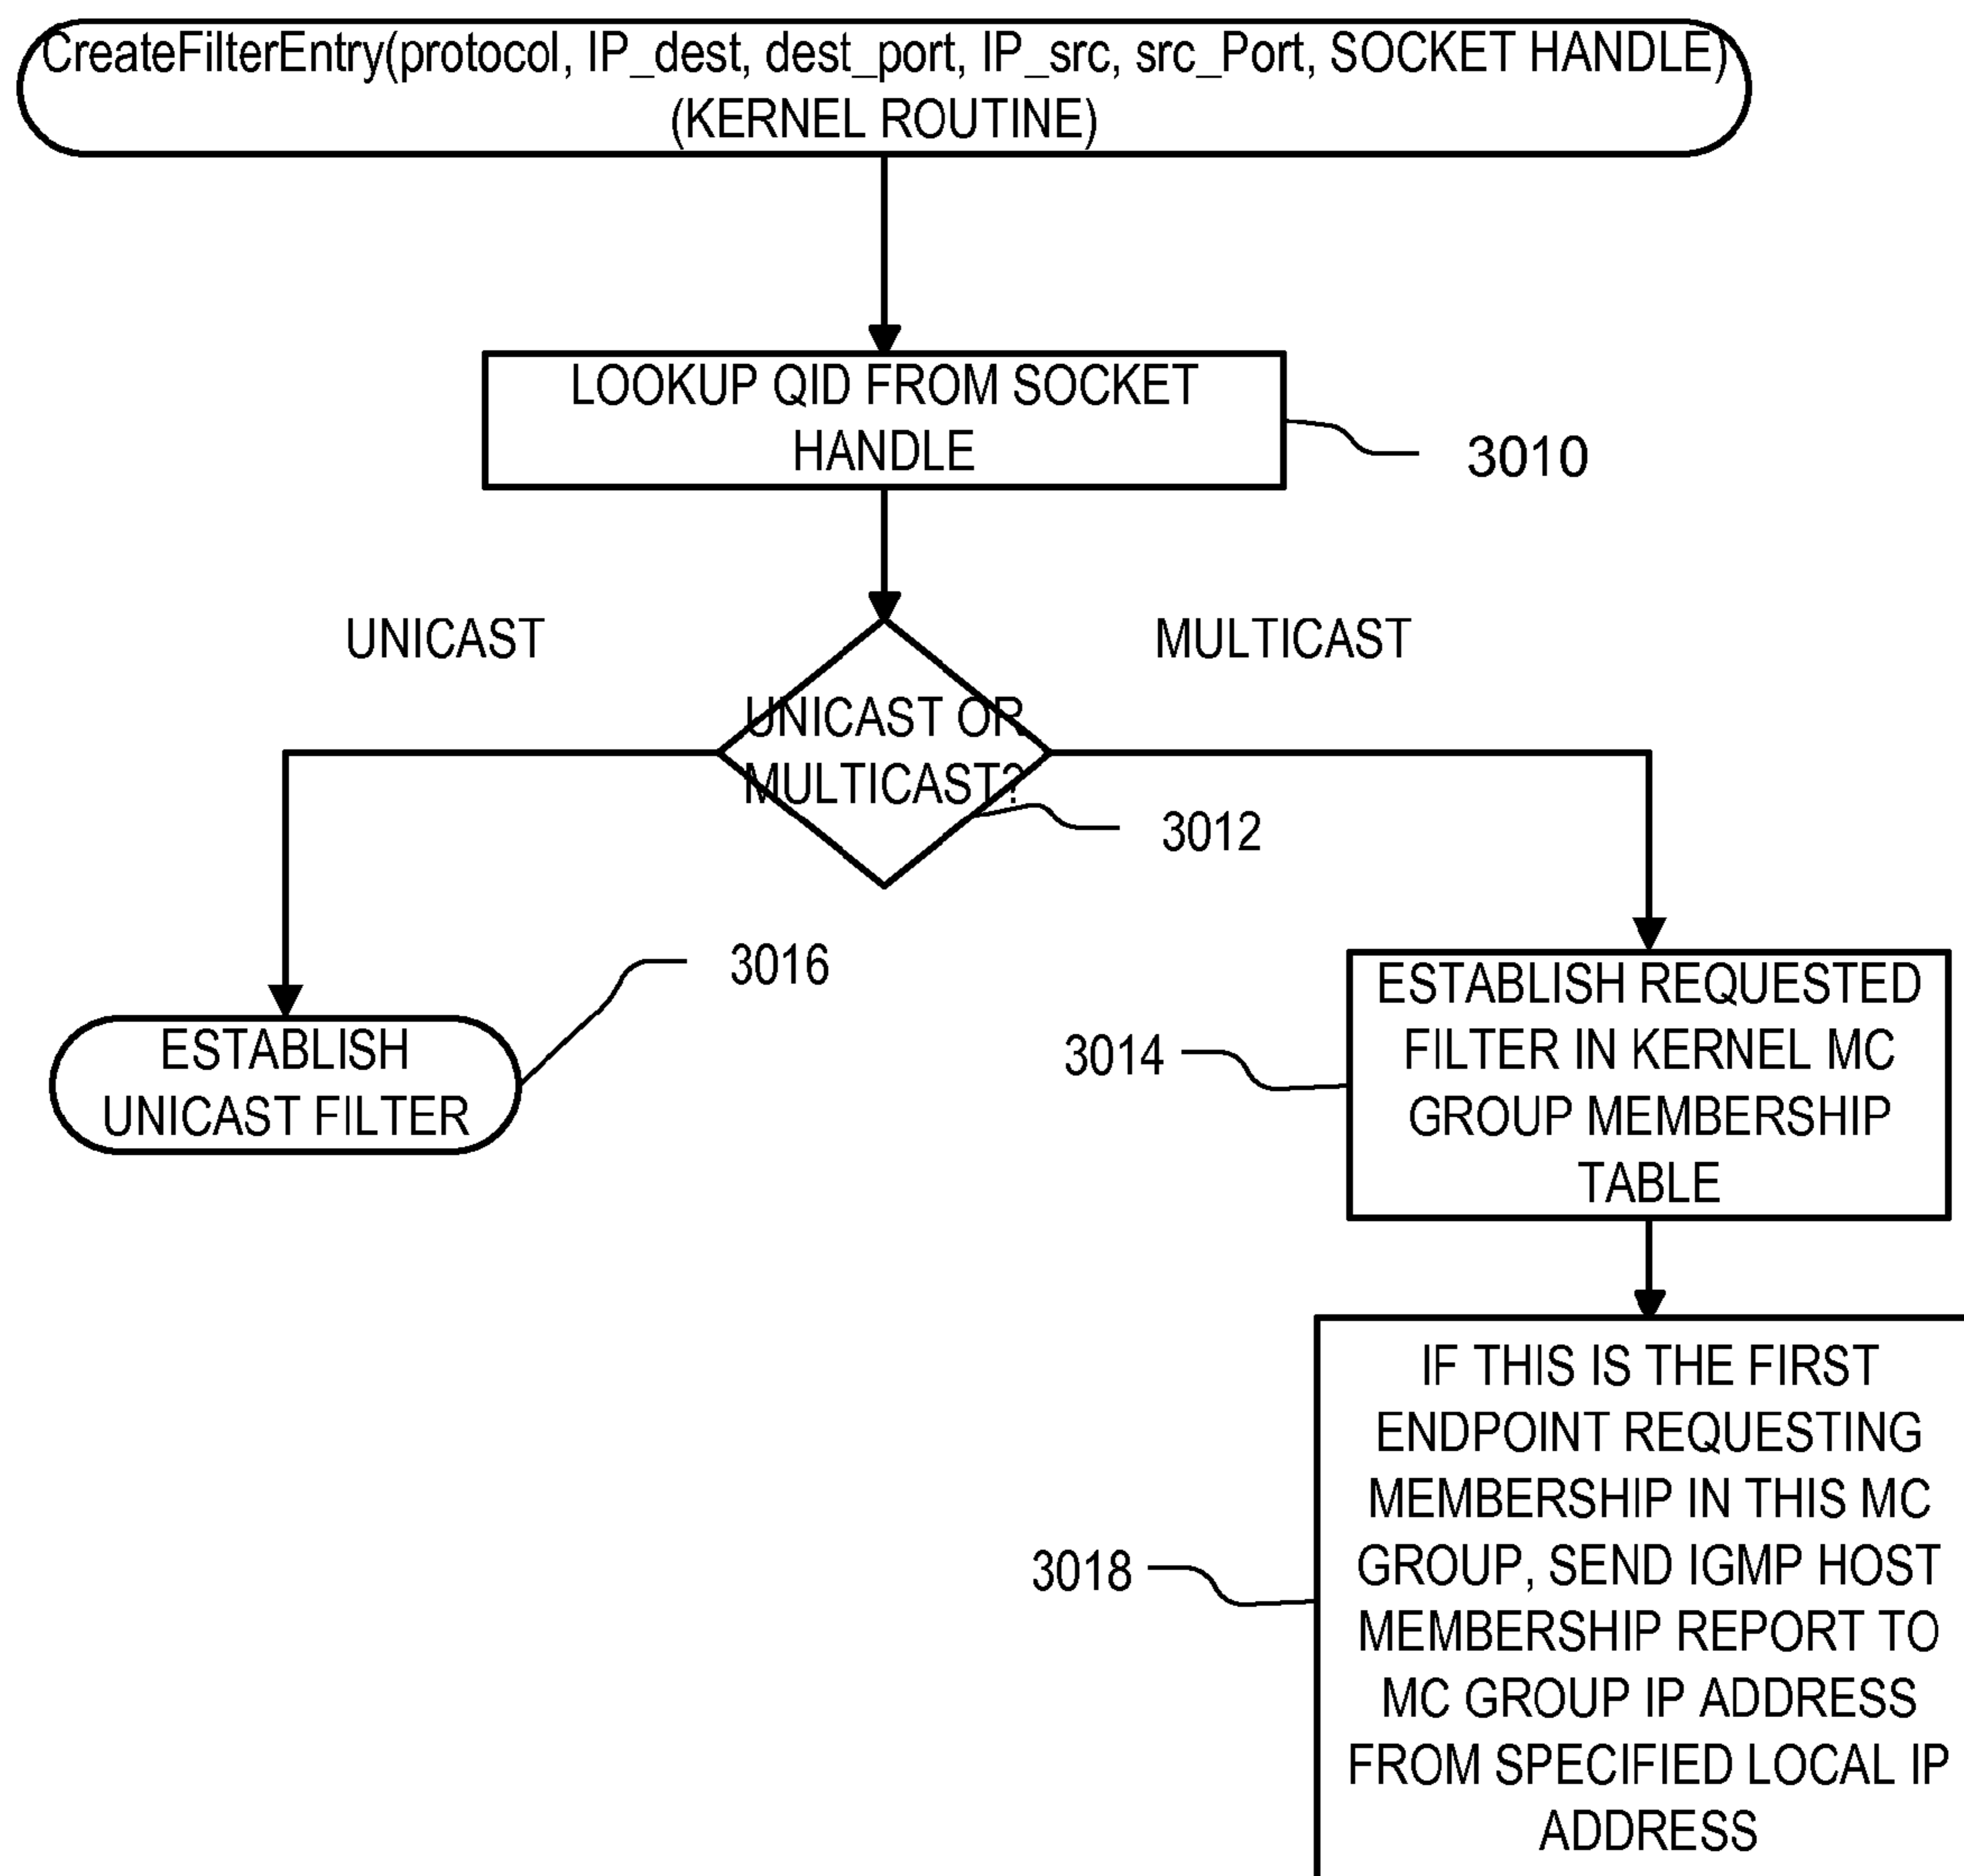 CreateFilterEntry(protocol, IP_dest, dest_port, IP_src, src_Port, SOCKET HANDLE)
(KERNEL ROUTINE)
LOOKUP QID FROM SOCKET
HANDLE
3010
UNICAST
MULTICAST
UNICAST OR
MULTICAST?
3012
3016
ESTABLISH
UNICAST FILTER
ESTABLISH REQUESTED
FILTER IN KERNEL MC
GROUP MEMBERSHIP
TABLE
3014
IF THIS IS THE FIRST
ENDPOINT REQUESTING
MEMBERSHIP IN THIS MC
GROUP, SEND IGMP HOST
MEMBERSHIP REPORT TO
MC GROUP IP ADDRESS
FROM SPECIFIED LOCAL IP
ADDRESS
3018